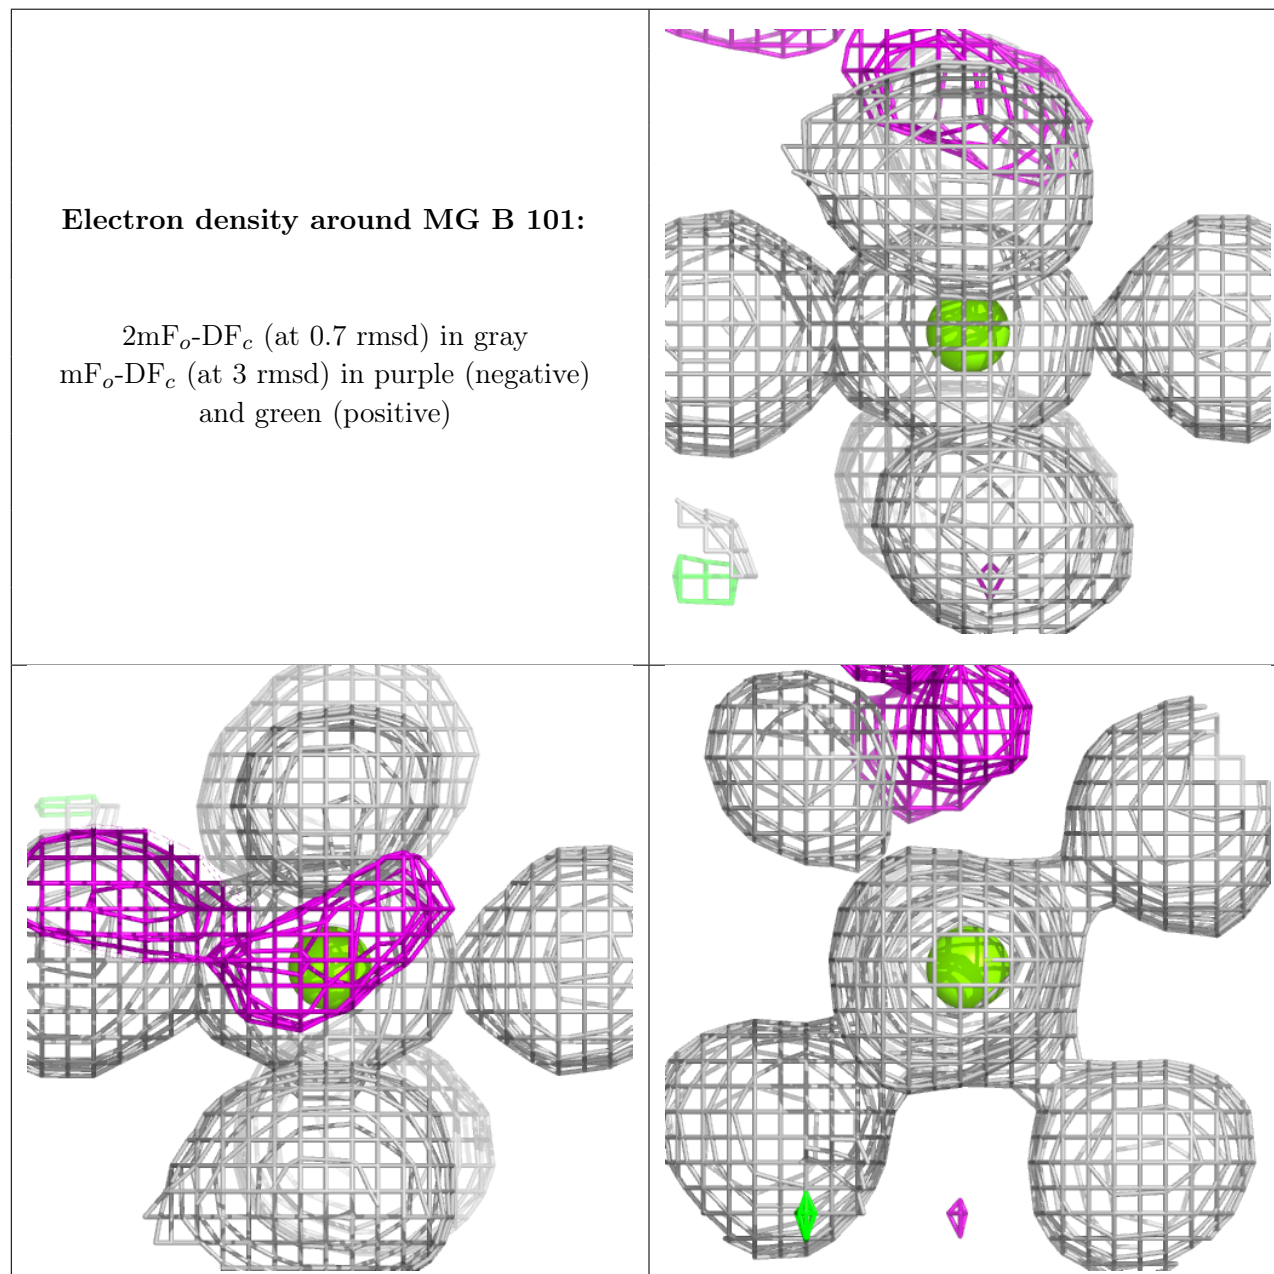 Electron density around MG B 101:
2mFo-DFc (at 0.7 rmsd) in gray
mFo-DFc (at 3 rmsd) in purple (negative)
and green (positive)